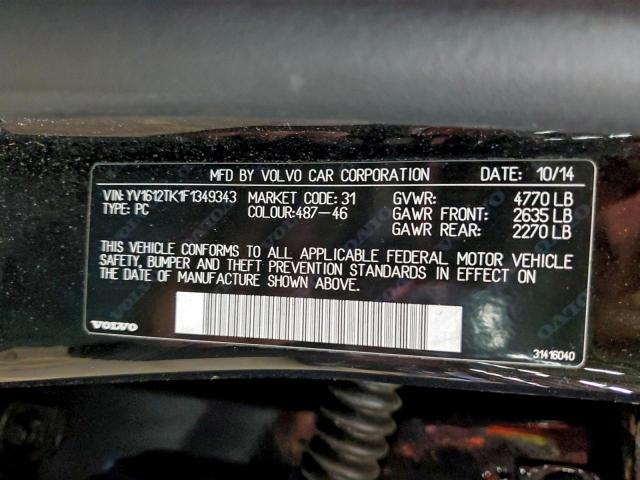 MFD BY VOLVO CAR CORPORATION DATE: 10/14
VIN: YV1612TK1F1349343 MARKET CODE: 31 GVWR: 4770 LB
TYPE: PC COLOUR:487-46 GAWR FRONT: 2635 LB
GAWR REAR: 2270 LB
THIS VEHICLE CONFORMS TO ALL APPLICABLE FEDERAL MOTOR VEHICLE
SAFETY, BUMPER AND THEFT PREVENTION STANDARDS IN EFFECT ON
THE DATE OF MANUFACTURE SHOWN ABOVE.
VOLVO
31416040